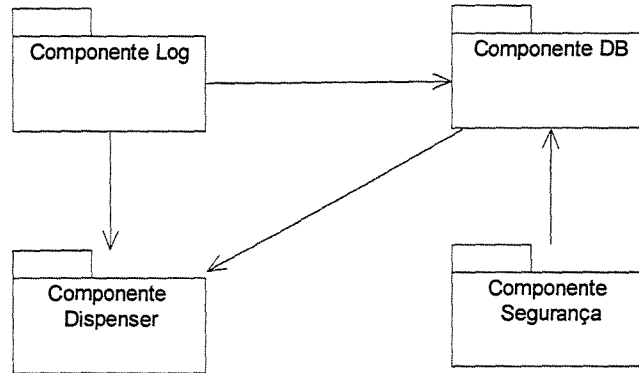 Componente Log
Componente DB
Componente
Dispenser
Componente
Segurança